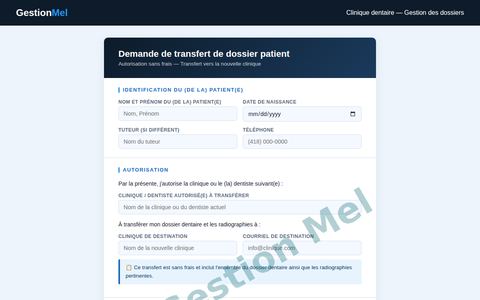 GestionMel
Clinique dentaire — Gestion des dossiers
Demande de transfert de dossier patient
Autorisation sans frais — Transfert vers la nouvelle clinique
IDENTIFICATION DU (DE LA) PATIENT(E)
NOM ET PRÉNOM DU (DE LA) PATIENT(E)
DATE DE NAISSANCE
Nom, Prénom
mm/dd/yyyy
TUTEUR (SI DIFFÉRENT)
TÉLÉPHONE
Nom du tuteur
(418) 000-0000
AUTORISATION
Par la présente, j'autorise la clinique ou le (la) dentiste suivant(e) :
CLINIQUE / DENTISTE AUTORISÉ(E) À TRANSFÉRER
Nom de la clinique ou du dentiste actuel
À transférer mon dossier dentaire et les radiographies à :
CLINIQUE DE DESTINATION
COURRIEL DE DESTINATION
Nom de la nouvelle clinique
info@clinique.com
📋 Ce transfert est sans frais et inclut l'ensemble du dossier dentaire ainsi que les radiographies
pertinentes.
Gestion Mel